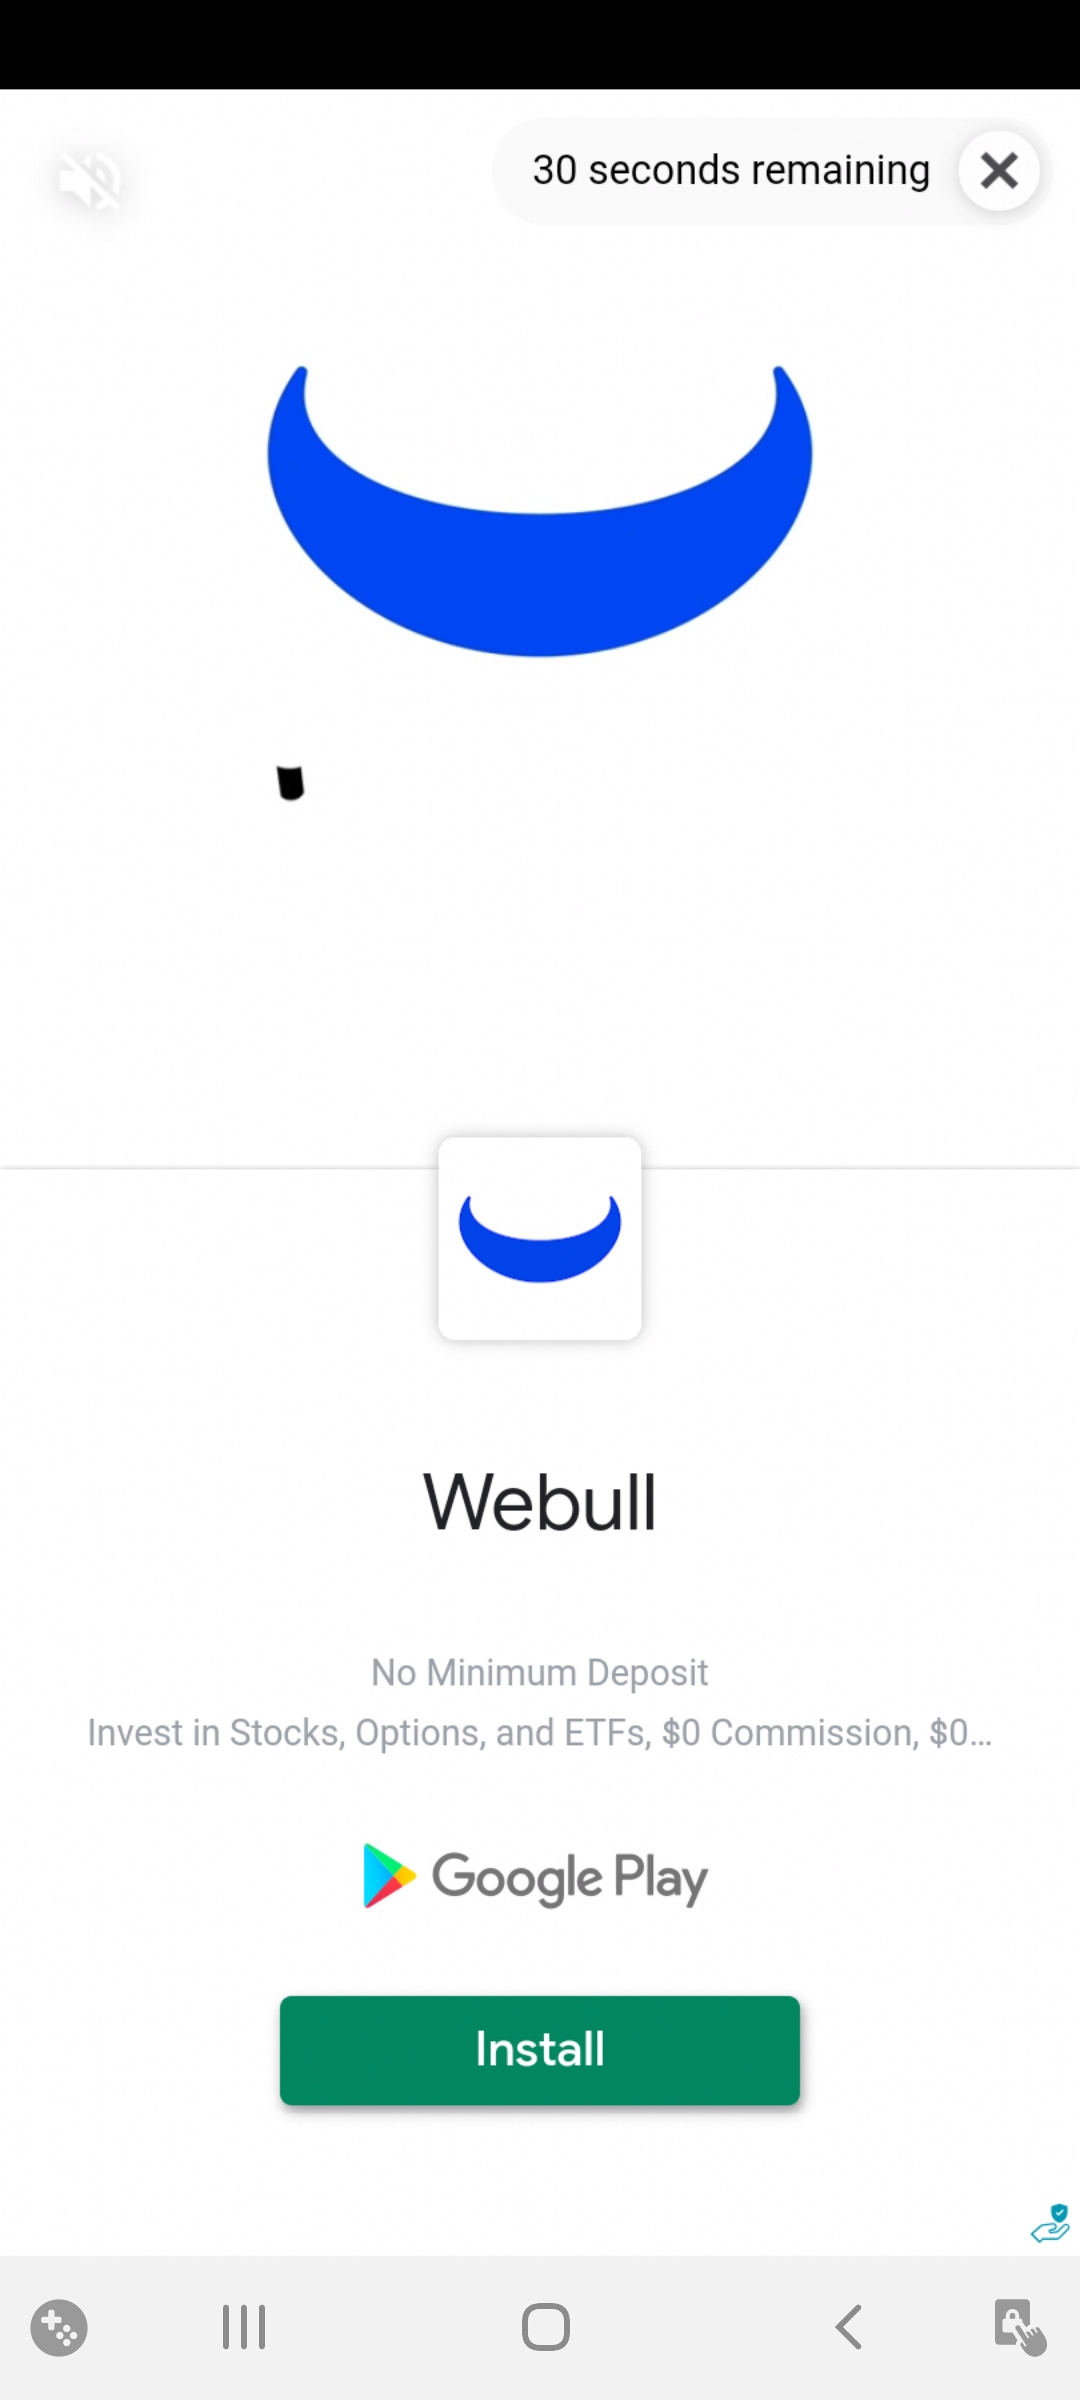 30 seconds remaining
Webull
No Minimum Deposit
Invest in Stocks, Options, and ETFs, $0 Commission, $0...
Google Play
Install